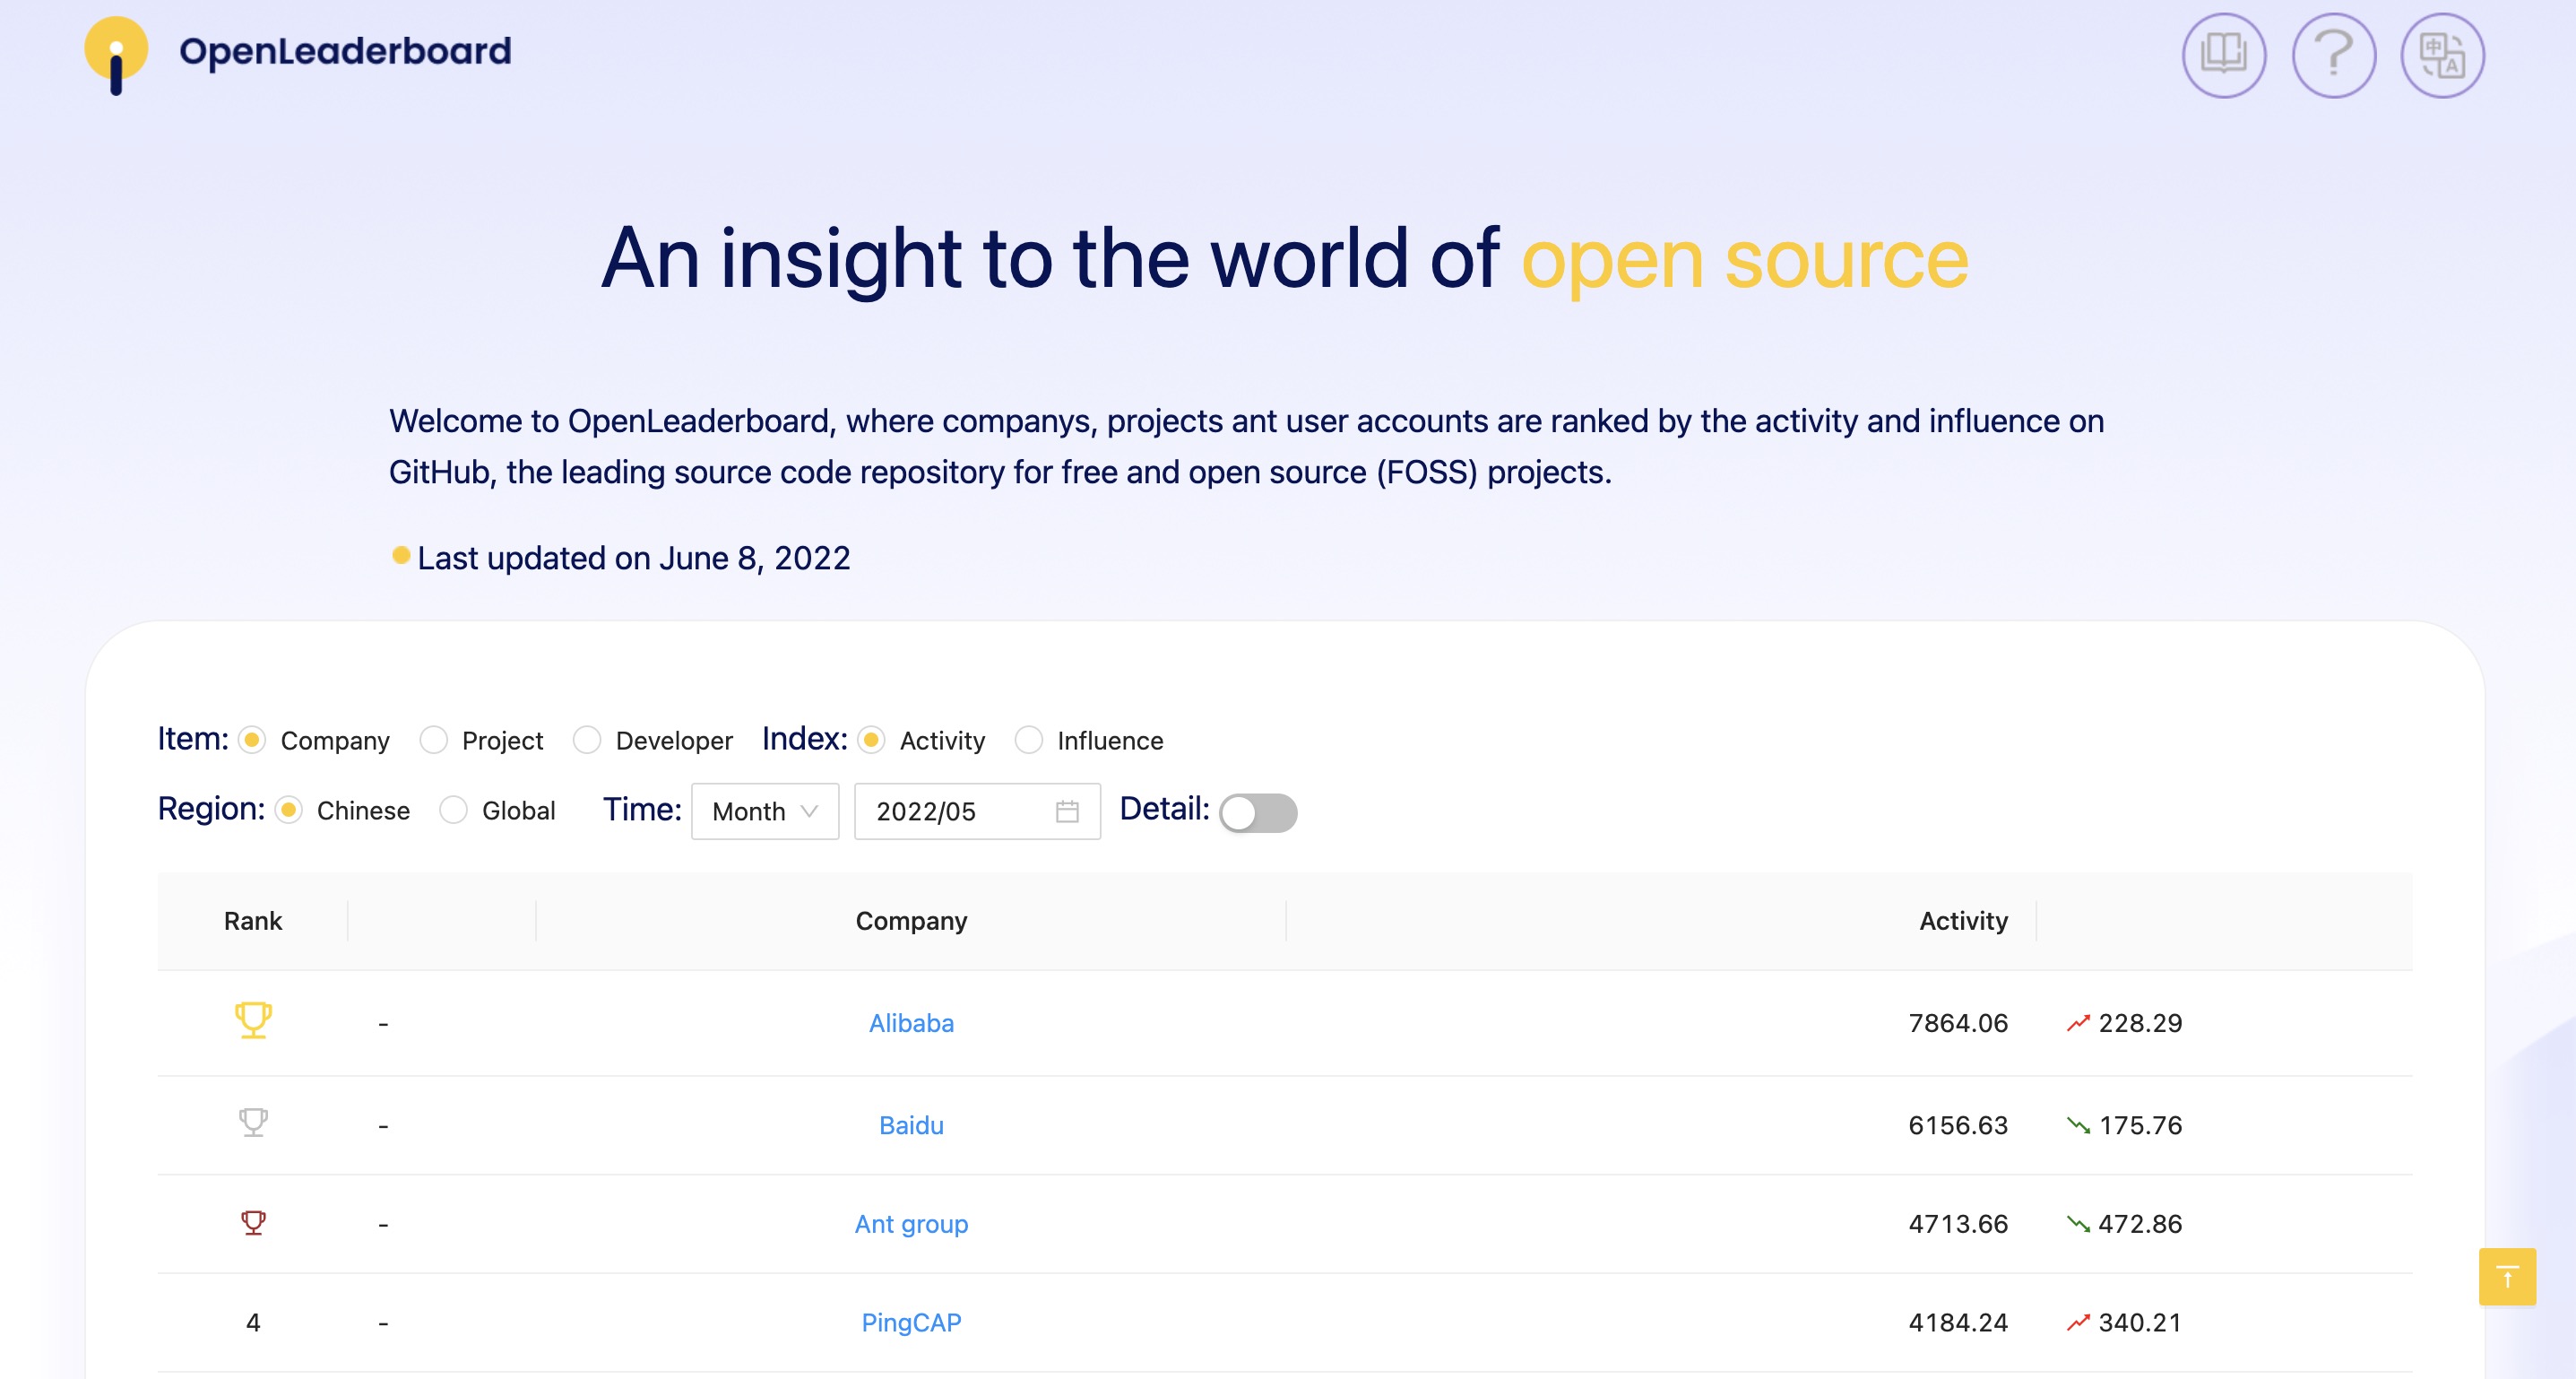 OpenLeaderboard
中
A
An insight to the world of open source
Welcome to OpenLeaderboard, where companys, projects ant user accounts are ranked by the activity and influence on
GitHub, the leading source code repository for free and open source (FOSS) projects.
Last updated on June 8, 2022
Item: Company Project Developer Index: Activity Influence
Region: Chinese Global Time: Month 2022/05 Detail:
Rank Company Activity
- Alibaba 7864.06 228.29
- Baidu 6156.63 175.76
- Ant group 4713.66 472.86
4 - PingCAP 4184.24 340.21